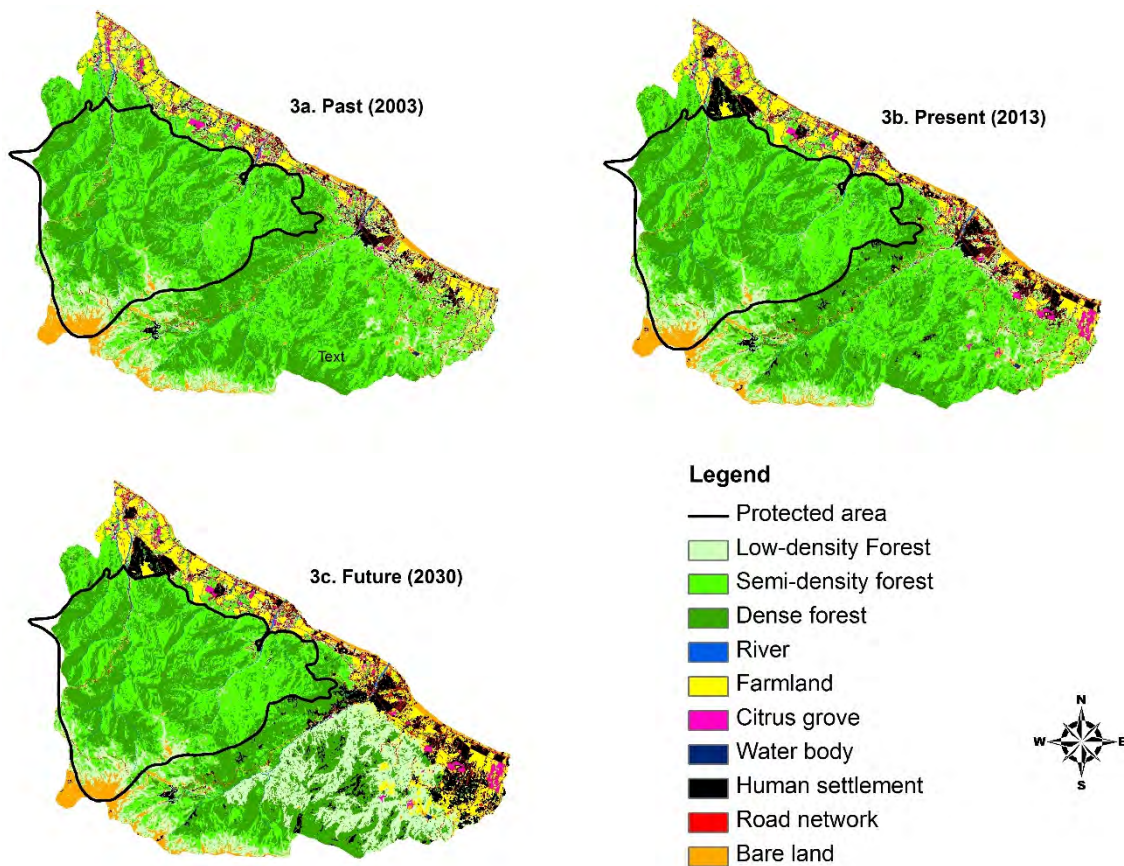 3a. Past (2003)
3b. Present (2013)
Text
3c. Future (2030)
Legend
Protected area
Low-density Forest
Semi-density forest
Dense forest
River
Farmland
Citrus grove
Water body
Human settlement
Road network
Bare land
N
W E
S